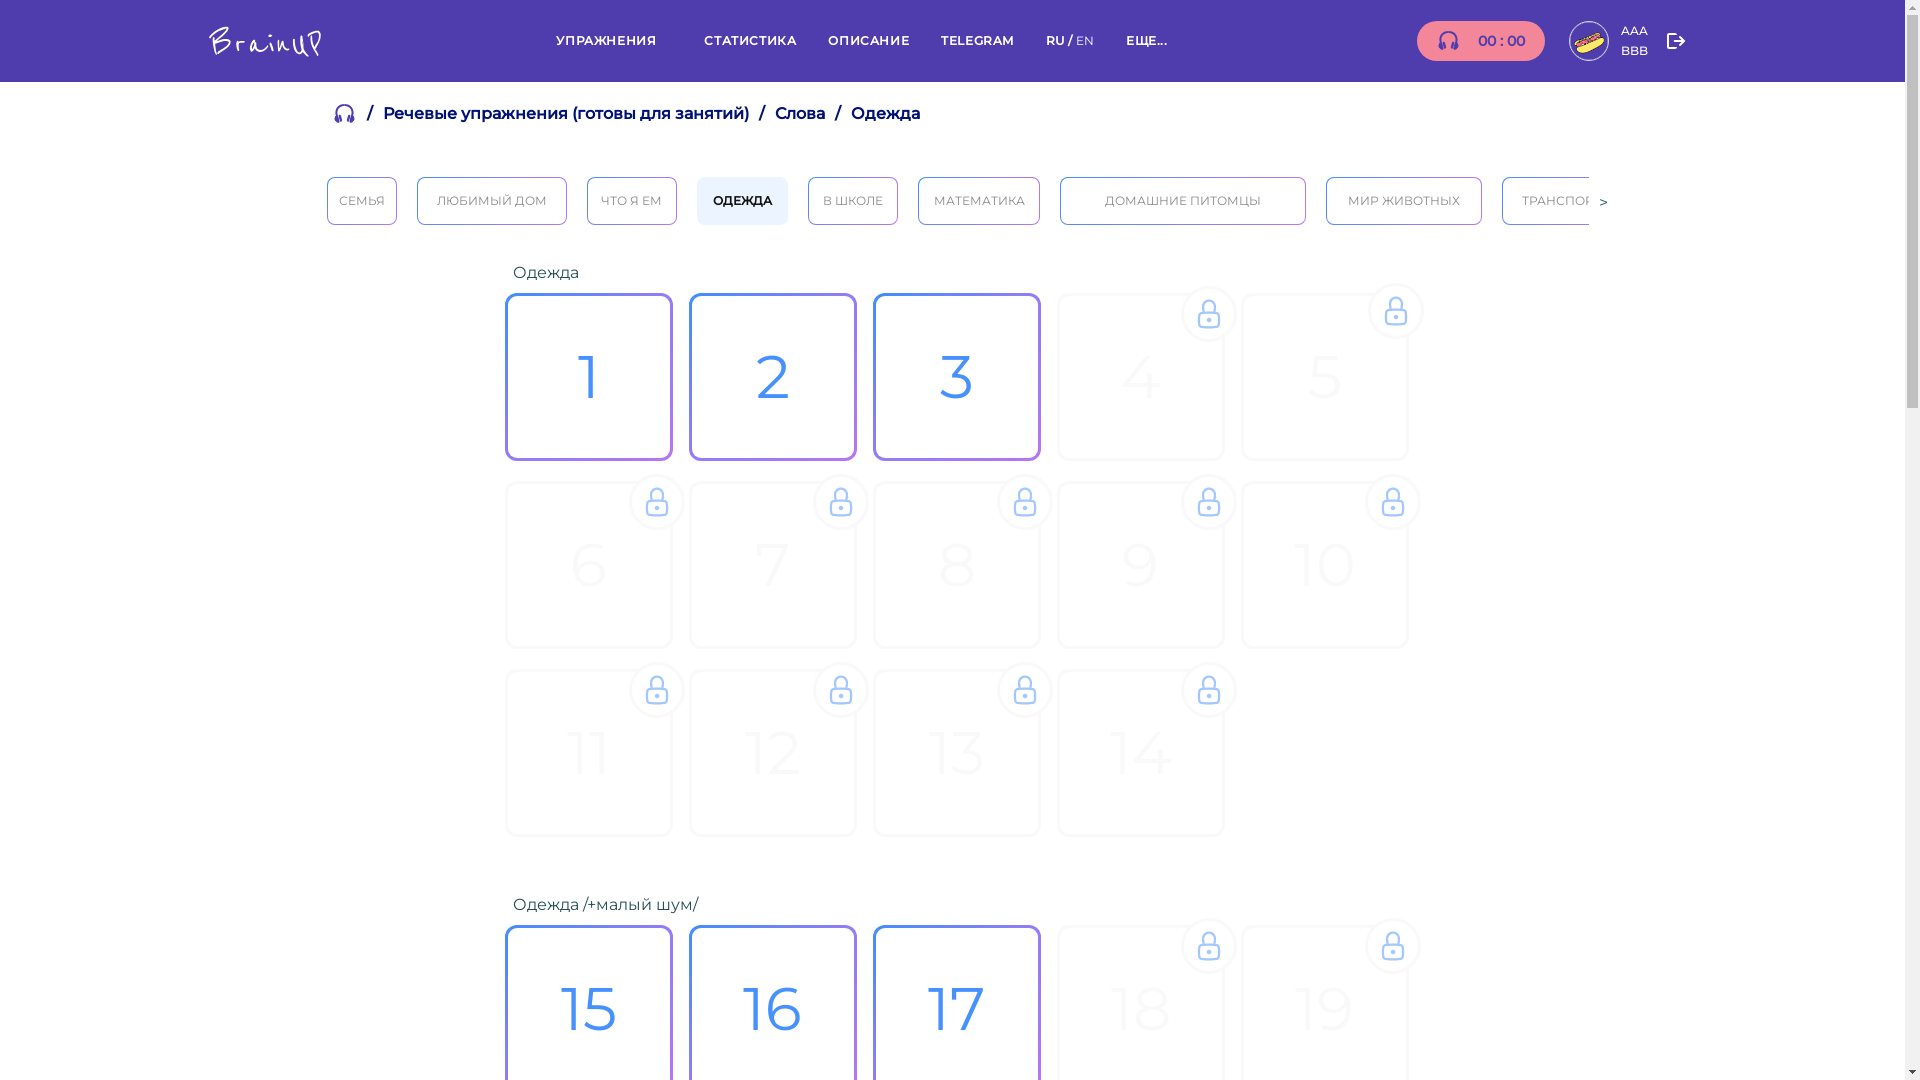 BrainUP
УПРАЖНЕНИЯ СТАТИСТИКА ОПИСАНИЕ TELEGRAM RU / EN ЕЩЕ...
00 : 00
AAA
BBB
/ Речевые упражнения (готовы для занятий) / Слова / Одежда
СЕМЬЯ ЛЮБИМЫЙ ДОМ ЧТО Я ЕМ ОДЕЖДА В ШКОЛЕ МАТЕМАТИКА ДОМАШНИЕ ПИТОМЦЫ МИР ЖИВОТНЫХ ТРАНСПОР >
Одежда
1 2 3 4 5
6 7 8 9 10
11 12 13 14
Одежда /+малый шум/
15 16 17 18 19